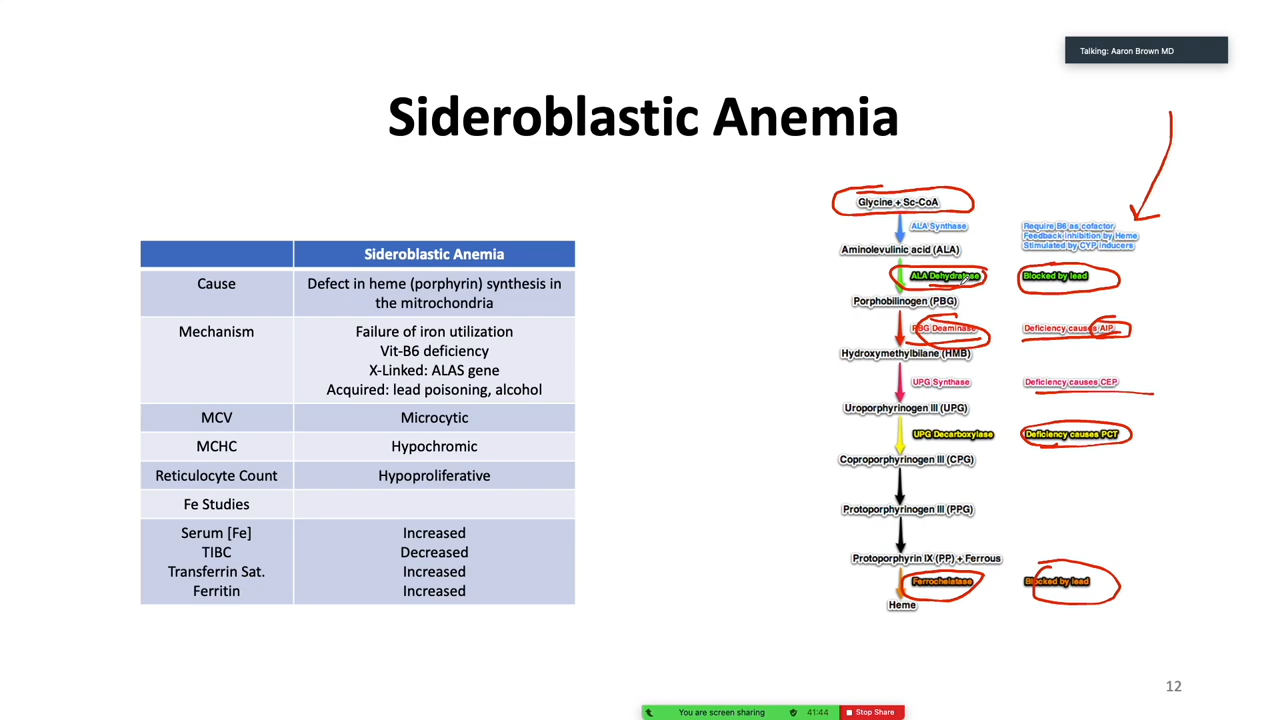 Talking: Aaron Brown MD
Sideroblastic Anemia
Sideroblastic Anemia
Cause
Defect in heme (porphyrin) synthesis in
the mitrochondria
Mechanism
Failure of iron utilization
Vit-B6 deficiency
X-Linked: ALAS gene
Acquired: lead poisoning, alcohol
MCV
Microcytic
MCHC
Hypochromic
Reticulocyte Count
Hypoproliferative
Fe Studies
Serum [Fe]
Increased
TIBC
Decreased
Transferrin Sat.
Increased
Ferritin
Increased
Glycine + Sc-CoA
ALA Synthase
Require B6 as cofactor
Feedback Inhibition by Heme
Stimulated by CYP inducers
Aminolevulinic acid (ALA)
ALA Dehydratase
Blocked by lead
Porphobilinogen (PBG)
PBG Deaminase
Deficiency causes AIP
Hydroxymethylbilane (HMB)
UPG Synthase
Deficiency causes CEP
Uroporphyrinogen III (UPG)
UPG Decarboxylase
Deficiency causes PCT
Coproporphyrinogen III (CPG)
Protoporphyrinogen III (PPG)
Protoporphyrin IX (PP) + Ferrous
Ferrochelatase
Blocked by lead
Heme
12
You are screen sharing
41:44
Stop Share